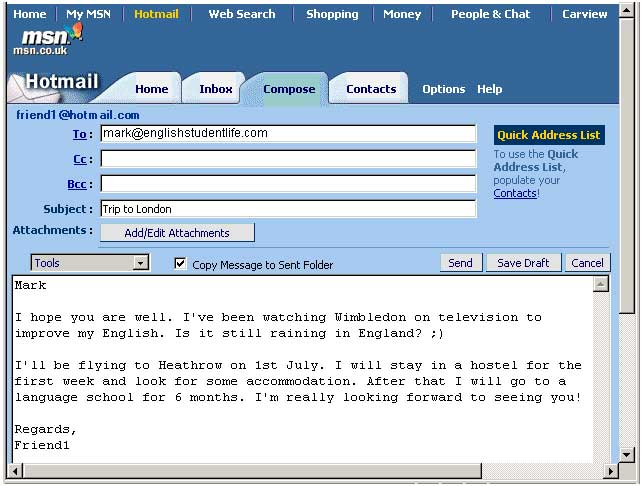 Home | My MSN | Hotmail | Web Search | Shopping | Money | People & Chat | Carview
msn
msn.co.uk
Hotmail
Home Inbox Compose Contacts Options Help
friend1@hotmail.com
To: mark@englishstudentlife.com
Quick Address List
Cc:
To use the Quick
Address List,
populate your
Contacts!
Bcc:
Subject: Trip to London
Attachments: Add/Edit Attachments
Tools Copy Message to Sent Folder Send Save Draft Cancel
Mark
I hope you are well. I've been watching Wimbledon on television to
improve my English. Is it still raining in England? ;)
I'll be flying to Heathrow on 1st July. I will stay in a hostel for the
first week and look for some accommodation. After that I will go to a
language school for 6 months. I'm really looking forward to seeing you!
Regards,
Friend1